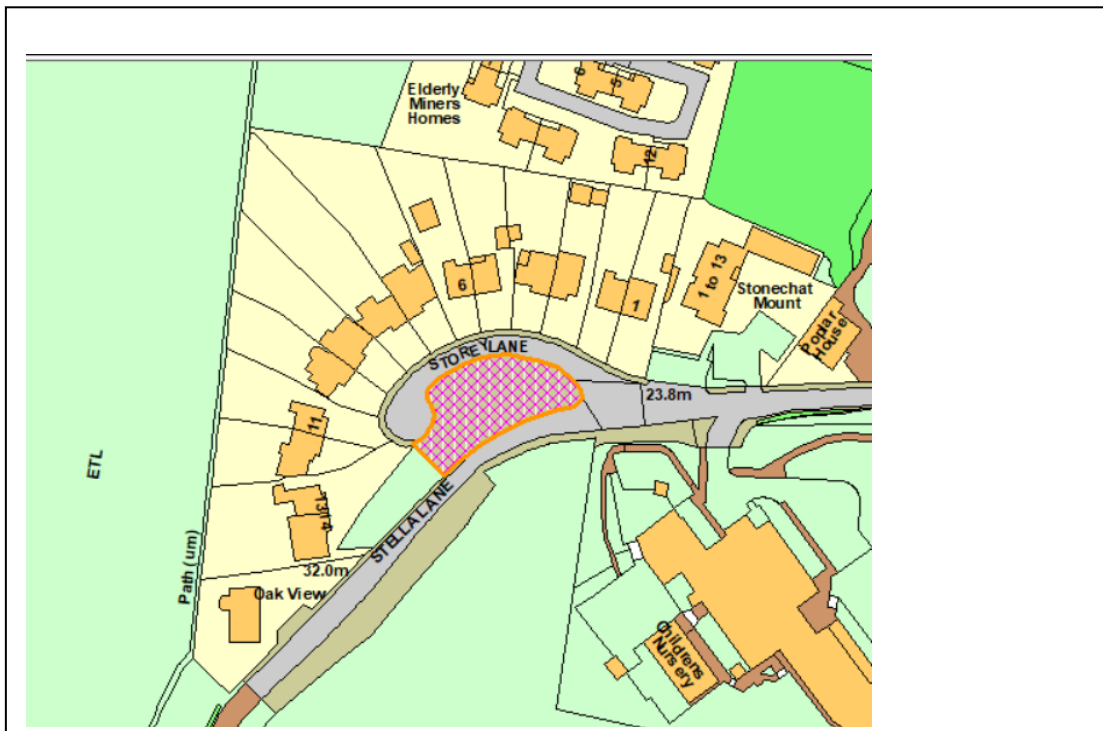 Elderly
Miners
Homes
6
5
12
6
1
1 to 13
Stonechat
Mount
Poplar
House
STOREY LANE
23.8m
11
ETL
STELLA LANE
13
14
32.0m
Oak View
Path (um)
Childrens
Nursery